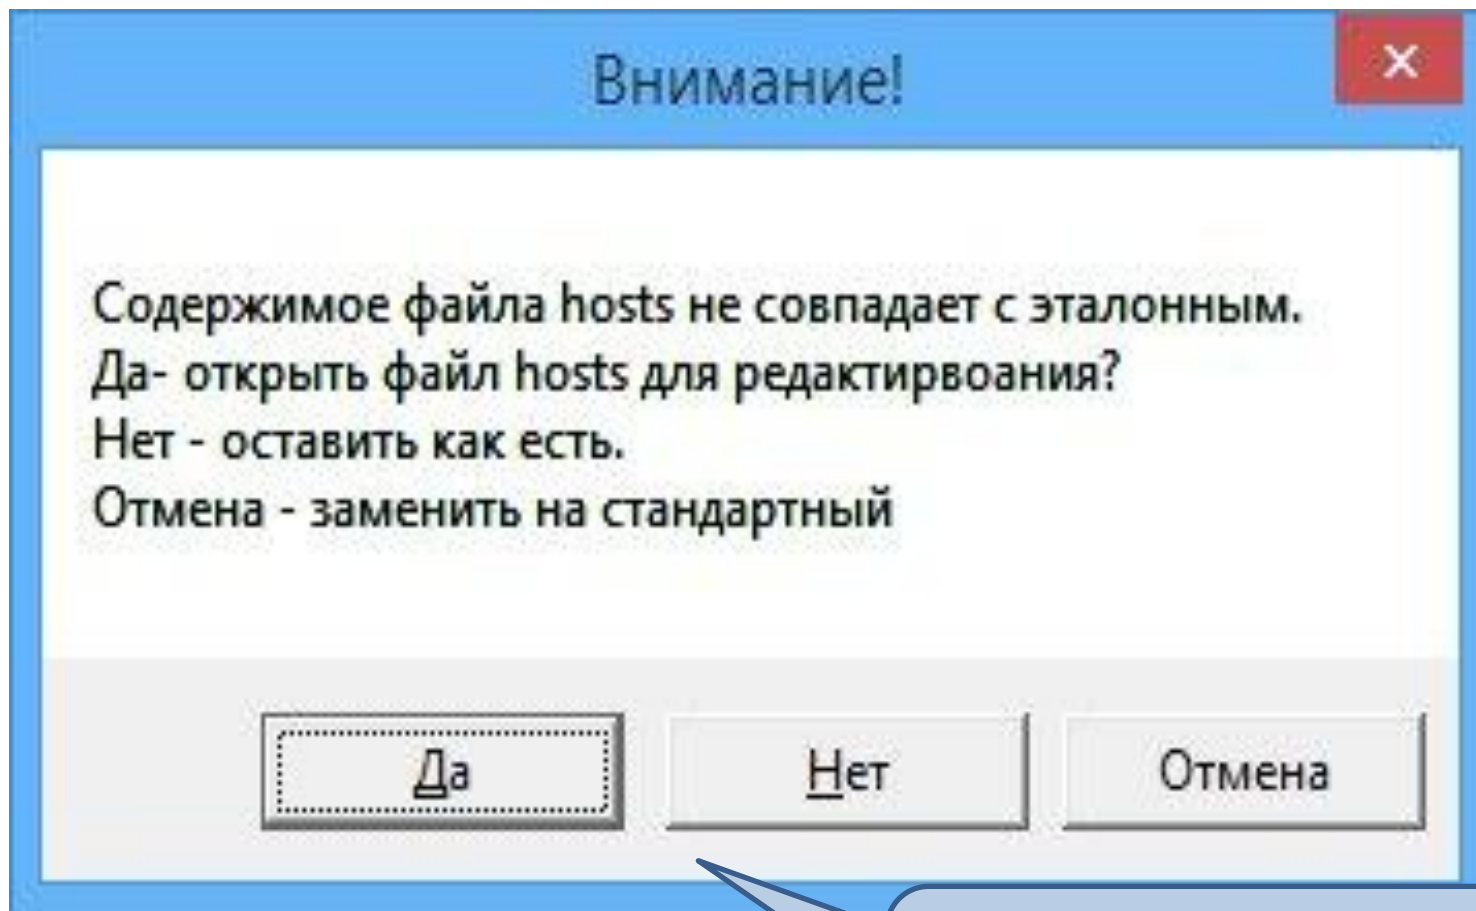 Внимание!
Содержимое файла hosts не совпадает с эталонным.
Да- открыть файл hosts для редактирвоания?
Нет - оставить как есть.
Отмена - заменить на стандартный
Да
Нет
Отмена